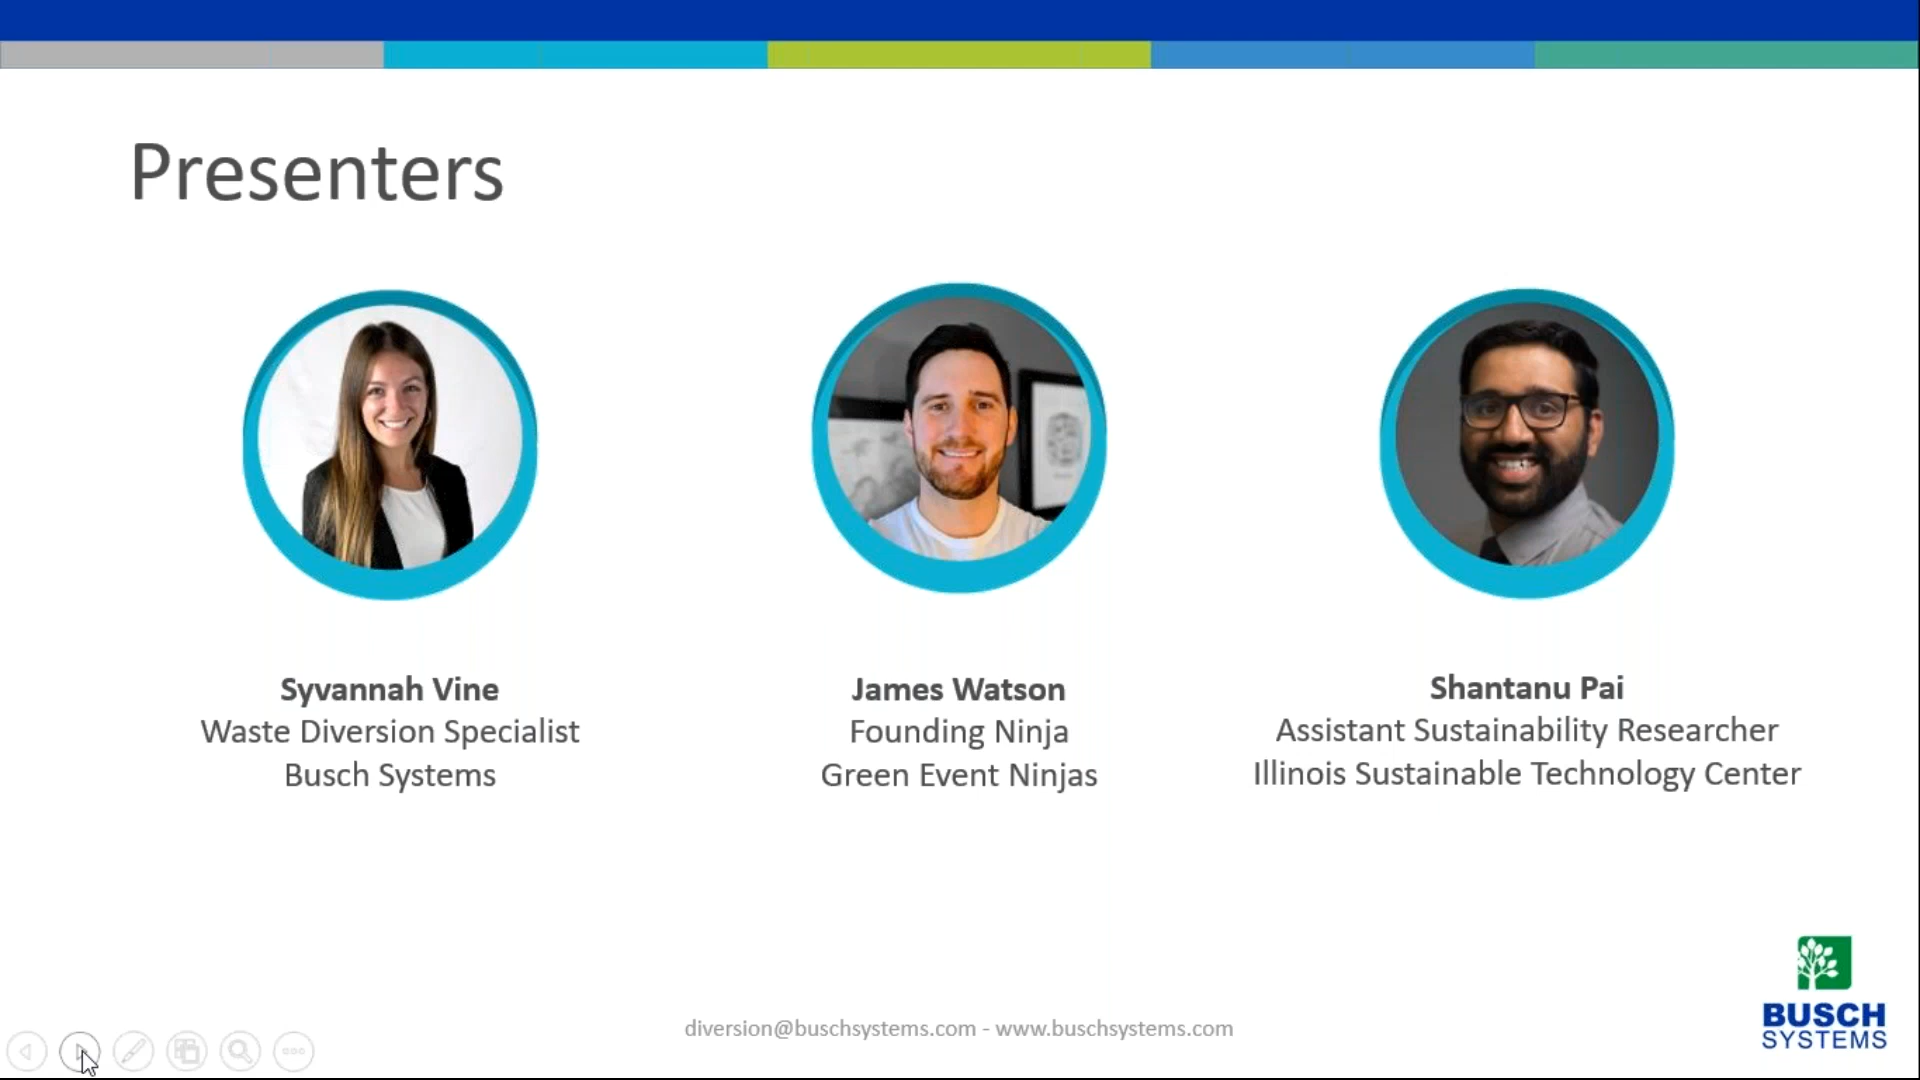 Presenters
Syvannah Vine
Waste Diversion Specialist
Busch Systems
James Watson
Founding Ninja
Green Event Ninjas
Shantanu Pai
Assistant Sustainability Researcher
Illinois Sustainable Technology Center
diversion@buschsystems.com - www.buschsystems.com
BUSCH
SYSTEMS